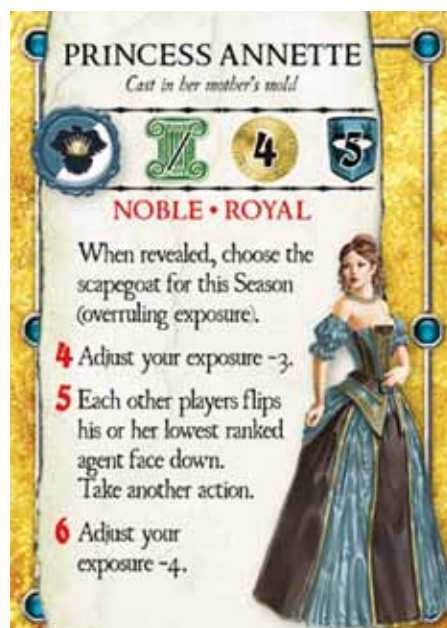 PRINCESS ANNETTE
Cast in her mother's mold
/ 4 5
NOBLE • ROYAL
When revealed, choose the
scapegoat for this Season
(overruling exposure).
4 Adjust your exposure -3.
5 Each other players flips
his or her lowest ranked
agent face down.
Take another action.
6 Adjust your
exposure -4.